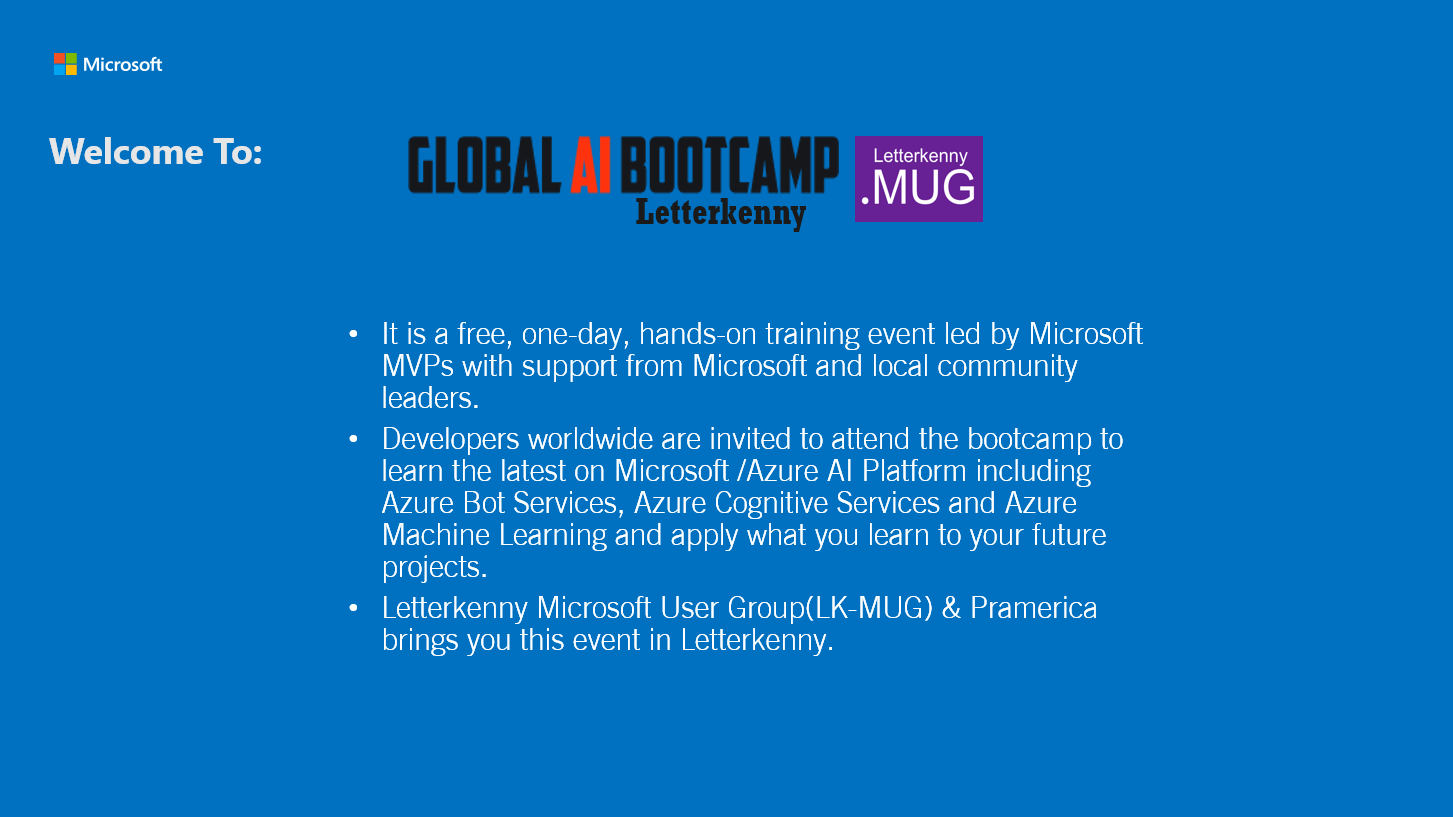 Microsoft
Welcome To:
GLOBAL AI BOOTCAMP
Letterkenny
Letterkenny
.MUG
• It is a free, one-day, hands-on training event led by Microsoft
MVPs with support from Microsoft and local community
leaders.
• Developers worldwide are invited to attend the bootcamp to
learn the latest on Microsoft /Azure AI Platform including
Azure Bot Services, Azure Cognitive Services and Azure
Machine Learning and apply what you learn to your future
projects.
• Letterkenny Microsoft User Group(LK-MUG) & Pramerica
brings you this event in Letterkenny.